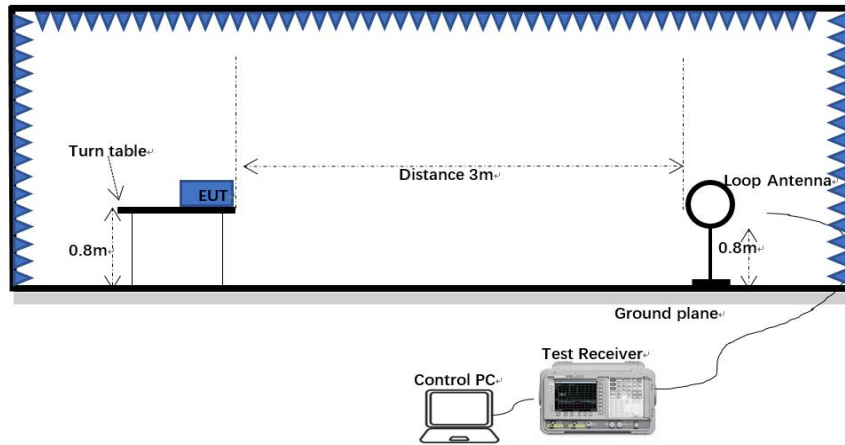 Turn table
EUT
Distance 3m
Loop Antenna
0.8m
0.8m
Ground plane
Test Receiver
Control PC